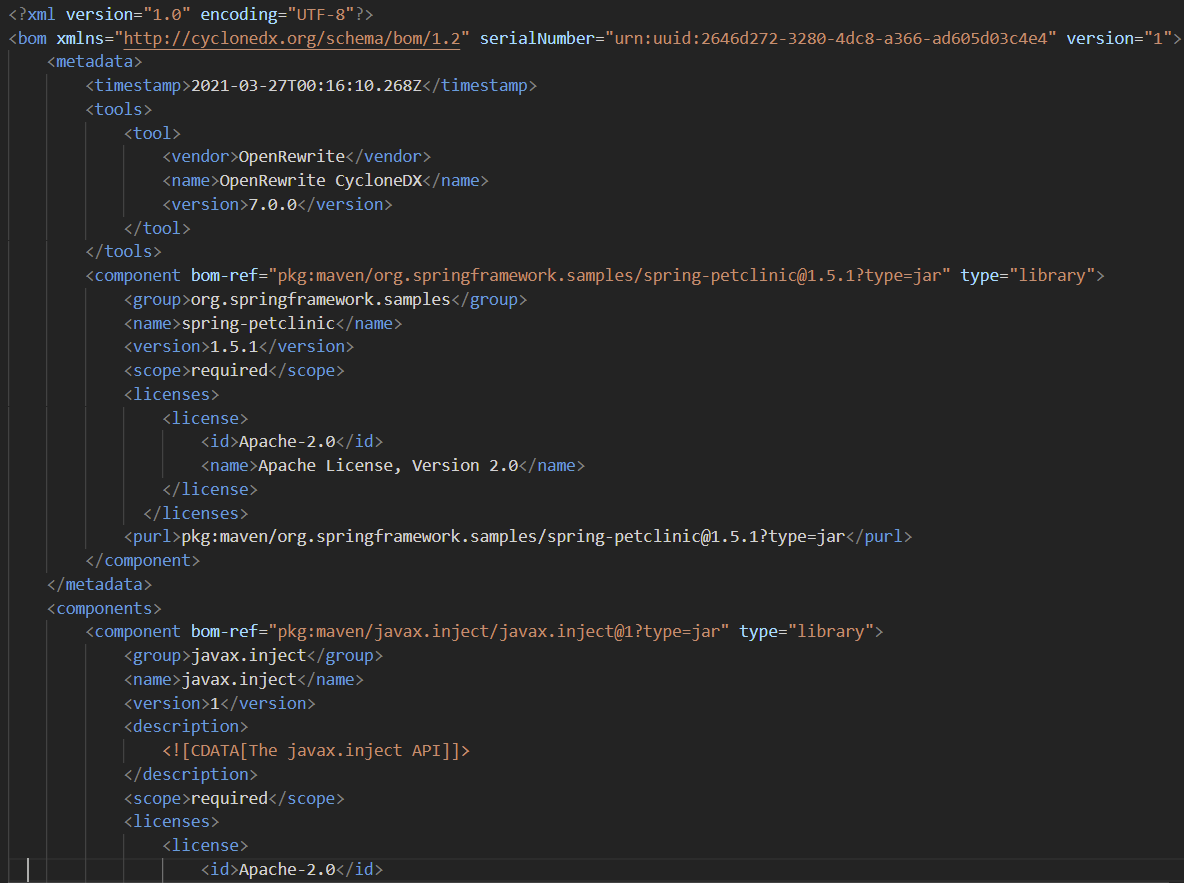 <?xml version="1.0" encoding="UTF-8"?>
<bom xmlns="http://cyclonedx.org/schema/bom/1.2" serialNumber="urn:uuid:2646d272-3280-4dc8-a366-ad605d03c4e4" version="1">
    <metadata>
        <timestamp>2021-03-27T00:16:10.268Z</timestamp>
        <tools>
            <tool>
                <vendor>OpenRewrite</vendor>
                <name>OpenRewrite CycloneDX</name>
                <version>7.0.0</version>
            </tool>
        </tools>
        <component bom-ref="pkg:maven/org.springframework.samples/spring-petclinic@1.5.1?type=jar" type="library">
            <group>org.springframework.samples</group>
            <name>spring-petclinic</name>
            <version>1.5.1</version>
            <scope>required</scope>
            <licenses>
                <license>
                    <id>Apache-2.0</id>
                    <name>Apache License, Version 2.0</name>
                </license>
              </licenses>
            <purl>pkg:maven/org.springframework.samples/spring-petclinic@1.5.1?type=jar</purl>
        </component>
    </metadata>
    <components>
        <component bom-ref="pkg:maven/javax.inject/javax.inject@1?type=jar" type="library">
            <group>javax.inject</group>
            <name>javax.inject</name>
            <version>1</version>
            <description>
                <![CDATA[The javax.inject API]]>
            </description>
            <scope>required</scope>
            <licenses>
                <license>
                    <id>Apache-2.0</id>